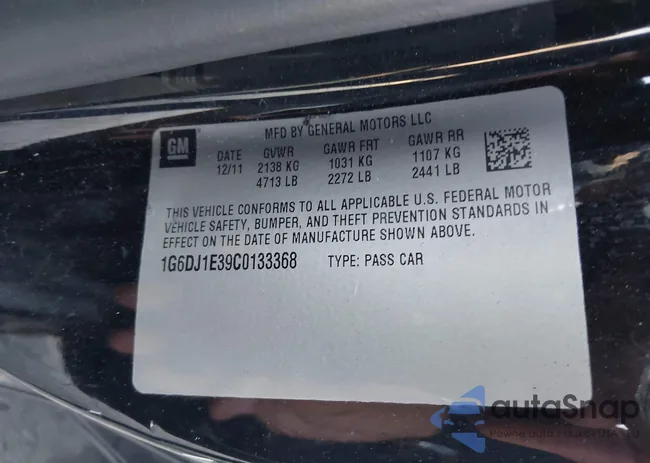 GM
MFD BY GENERAL MOTORS LLC
DATE GVWR GAWR FRT GAWR RR
12/11 2138 KG 1031 KG 1107 KG
4713 LB 2272 LB 2441 LB
THIS VEHICLE CONFORMS TO ALL APPLICABLE U.S. FEDERAL MOTOR
VEHICLE SAFETY, BUMPER, AND THEFT PREVENTION STANDARDS IN
EFFECT ON THE DATE OF MANUFACTURE SHOWN ABOVE.
1G6DJ1E39C0133368 TYPE: PASS CAR
autoSnap